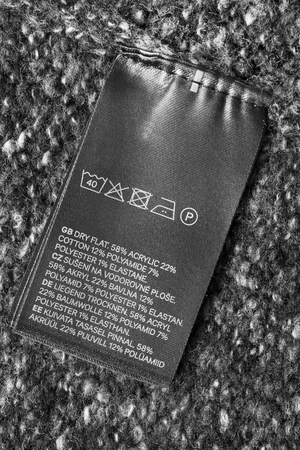 40 P
GB DRY FLAT. 58% ACRYLIC 22%
COTTON 12% POLYAMIDE 7%
POLYESTER 1% ELASTANE.
CZ SUŠENÍ NA VODOROVNÉ PLOŠE.
58% AKRYL 22% BAVLNA 12%
POLYAMID 7% POLYESTER 1% ELASTAN.
DE LIEGEND TROCKNEN. 58% ACRYL
22% BAUMWOLLE 12% POLYAMID 7%
POLYESTER 1% ELASTHAN.
EE KUIVATA TASASEL PINNAL. 58%
AKRÜÜL 22% PUUVILL 12% POLÜAMIID